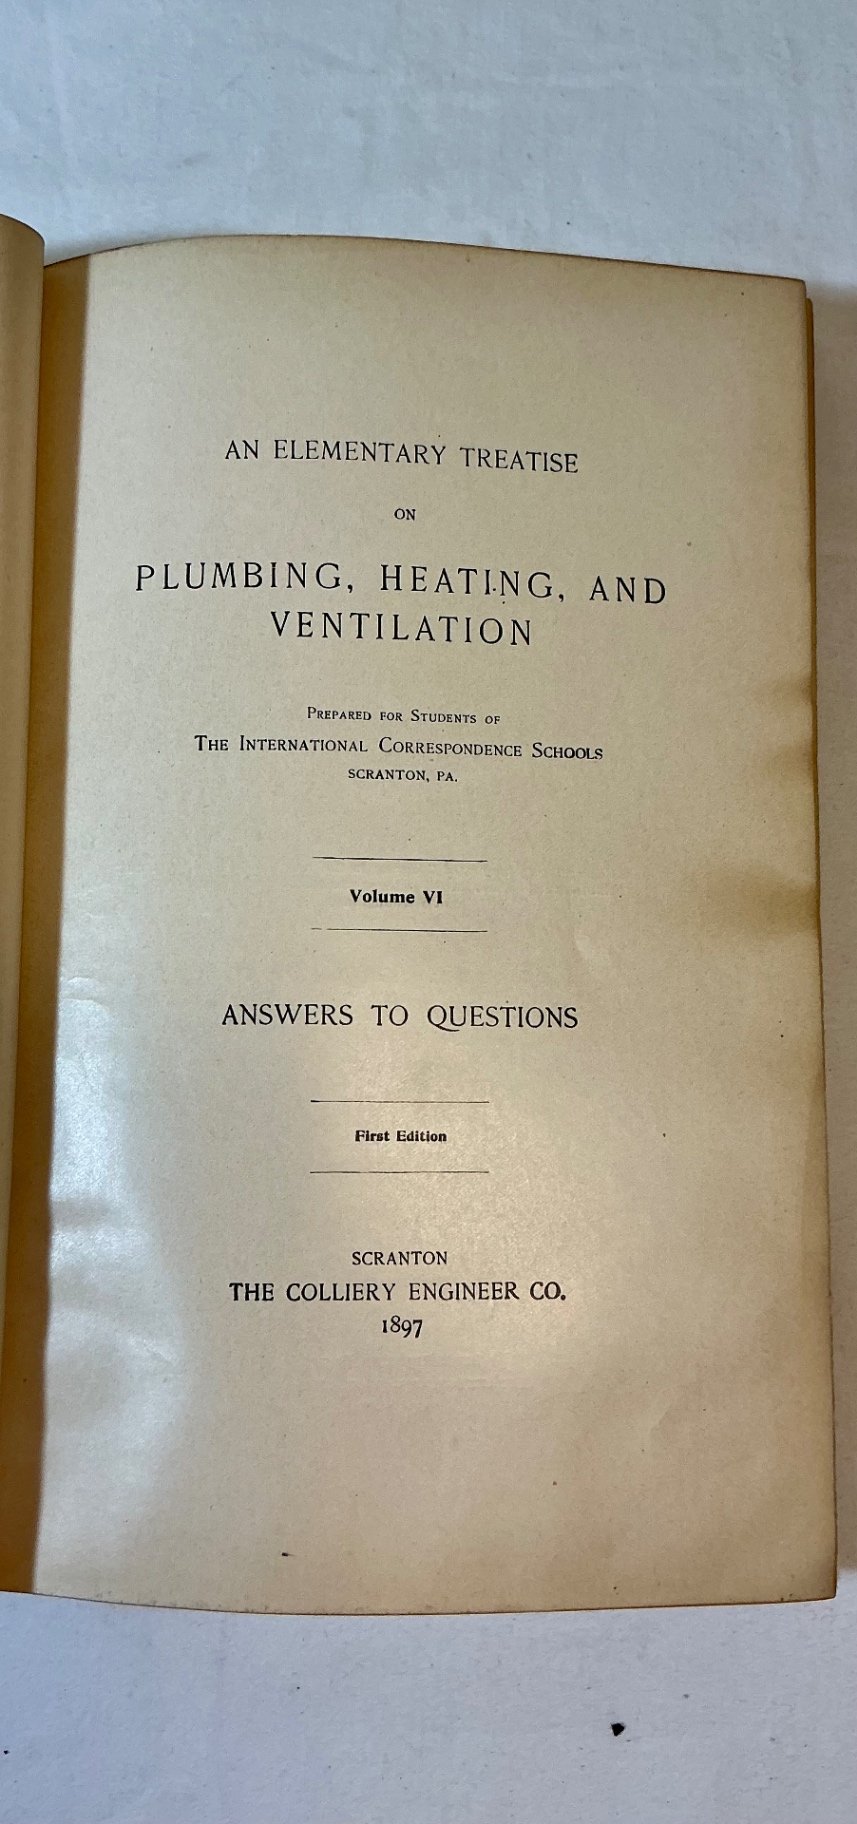 AN ELEMENTARY TREATISE
ON
PLUMBING, HEATING, AND
VENTILATION
PREPARED FOR STUDENTS OF
THE INTERNATIONAL CORRESPONDENCE SCHOOLS
SCRANTON, PA.
Volume VI
ANSWERS TO QUESTIONS
First Edition
SCRANTON
THE COLLIERY ENGINEER CO.
1897